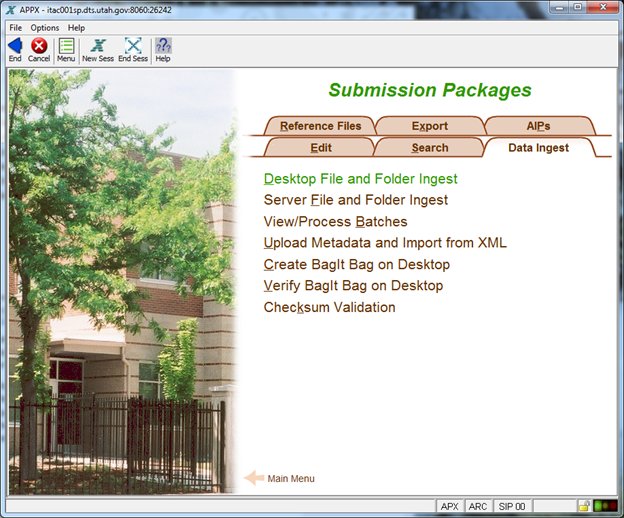 APPX - itac001sp.dts.utah.gov:8060:26242
File Options Help
End Cancel Menu New Sess End Sess Help
Submission Packages
Reference Files Export AIPs
Edit Search Data Ingest
Desktop File and Folder Ingest
Server File and Folder Ingest
View/Process Batches
Upload Metadata and Import from XML
Create BagIt Bag on Desktop
Verify BagIt Bag on Desktop
Checksum Validation
Main Menu
APX ARC SIP 00